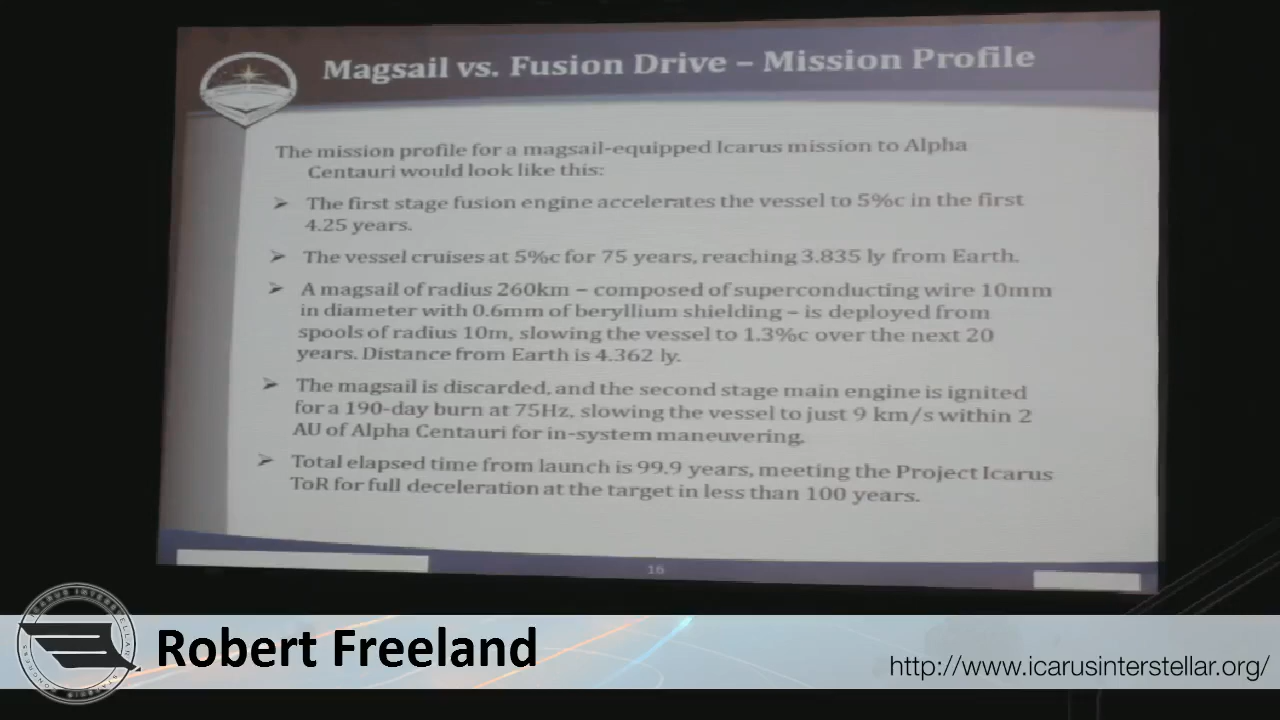 Magsail vs. Fusion Drive – Mission Profile
The mission profile for a magsail-equipped Icarus mission to Alpha
Centauri would look like this:
➤ The first stage fusion engine accelerates the vessel to 5%c in the first
4.25 years.
➤ The vessel cruises at 5%c for 75 years, reaching 3.835 ly from Earth.
➤ A magsail of radius 260km – composed of superconducting wire 10mm
in diameter with 0.6mm of beryllium shielding – is deployed from
spools of radius 10m, slowing the vessel to 1.3%c over the next 20
years. Distance from Earth is 4.362 ly.
➤ The magsail is discarded, and the second stage main engine is ignited
for a 190-day burn at 75Hz, slowing the vessel to just 9 km/s within 2
AU of Alpha Centauri for in-system maneuvering.
➤ Total elapsed time from launch is 99.9 years, meeting the Project Icarus
ToR for full deceleration at the target in less than 100 years.
16
ICARUS INTERSTELLAR
STARSHIP CONGRESS
Robert Freeland
http://www.icarusinterstellar.org/